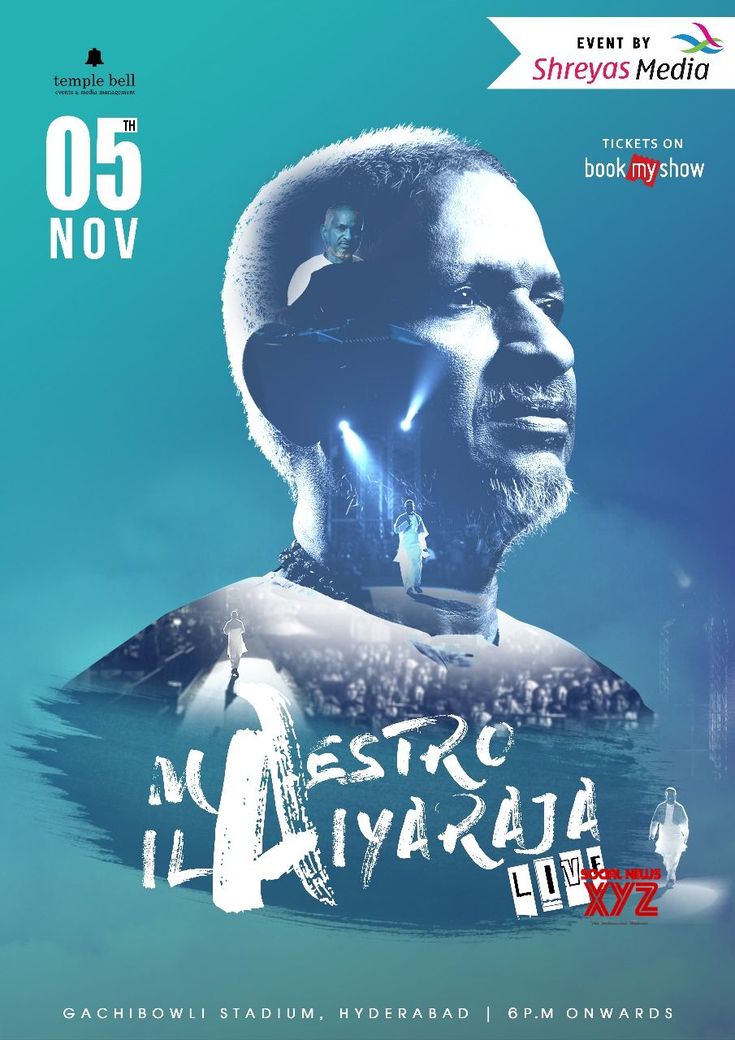 EVENT BY
Shreyas Media
temple bell
events & media management
05TH
NOV
TICKETS ON
book my show
MAESTRO
ILAIYARAJA
LIVE
SOCIAL NEWS
XYZ
GACHIBOWLI STADIUM, HYDERABAD | 6P.M ONWARDS